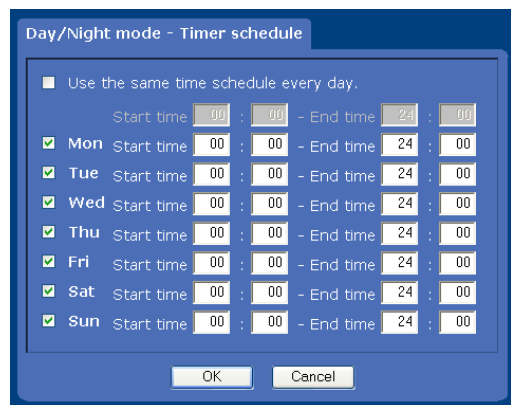 Day/Night mode - Timer schedule
Use the same time schedule every day.
Start time 00 : 00 - End time 24 : 00
Mon Start time 00 : 00 - End time 24 : 00
Tue Start time 00 : 00 - End time 24 : 00
Wed Start time 00 : 00 - End time 24 : 00
Thu Start time 00 : 00 - End time 24 : 00
Fri Start time 00 : 00 - End time 24 : 00
Sat Start time 00 : 00 - End time 24 : 00
Sun Start time 00 : 00 - End time 24 : 00
OK Cancel